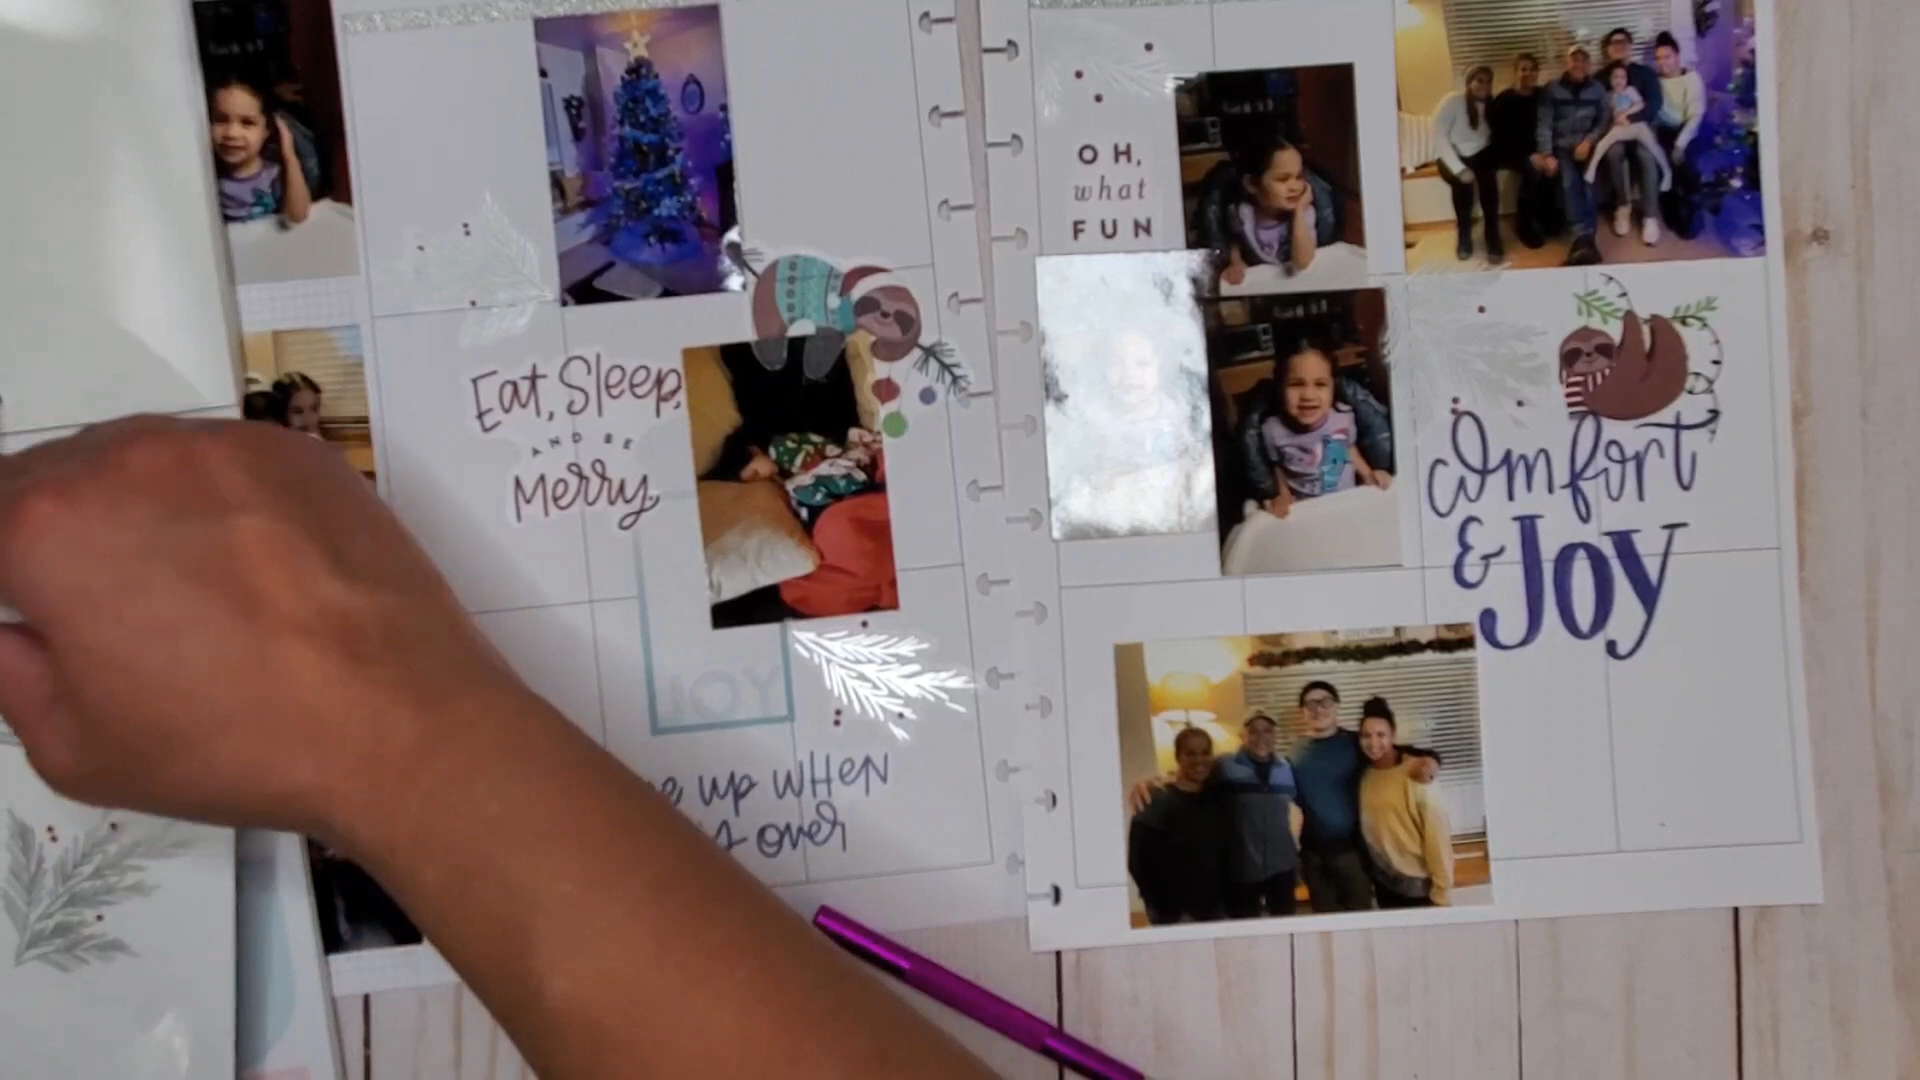 Eat, Sleep,
AND BE
Merry
JOY
up WHEN
over
OH,
what
FUN
comfort
& Joy